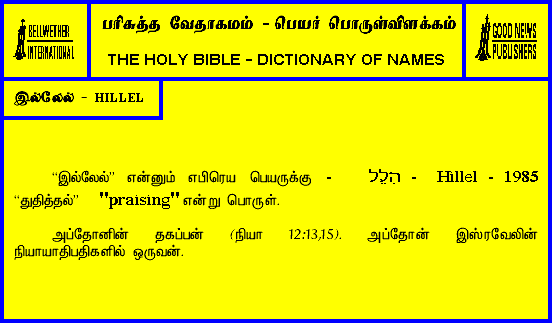 BELLWETHER
INTERNATIONAL
பரிசுத்த வேதாகமம் - பெயர் பொருள்விளக்கம்
THE HOLY BIBLE - DICTIONARY OF NAMES
GOOD NEWS
PUBLISHERS
இல்லேல் - HILLEL
“இல்லேல்” என்னும் எபிரெய பெயருக்கு - הִלֵּל - Hillel - 1985
“துதித்தல்” "praising" என்று பொருள்.
அப்தோனின் தகப்பன் (நியா 12:13,15). அப்தோன் இஸ்ரவேலின்
நியாயாதிபதிகளில் ஒருவன்.